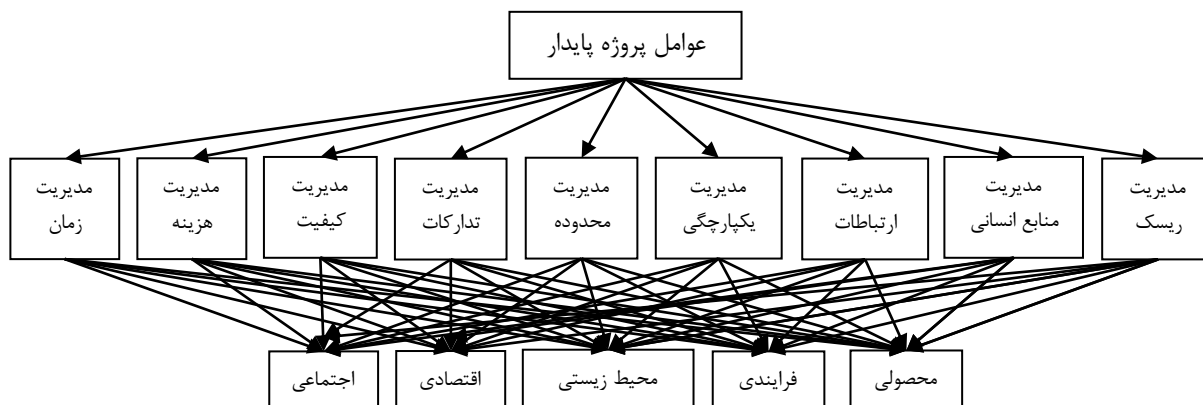 عوامل پروژه پایدار
مدیریت
ریسک
مدیریت
منابع انسانی
مدیریت
ارتباطات
مدیریت
یکپارچگی
مدیریت
محدوده
مدیریت
تدارکات
مدیریت
کیفیت
مدیریت
هزینه
مدیریت
زمان
محصولی
فرایندی
محیط زیستی
اقتصادی
اجتماعی